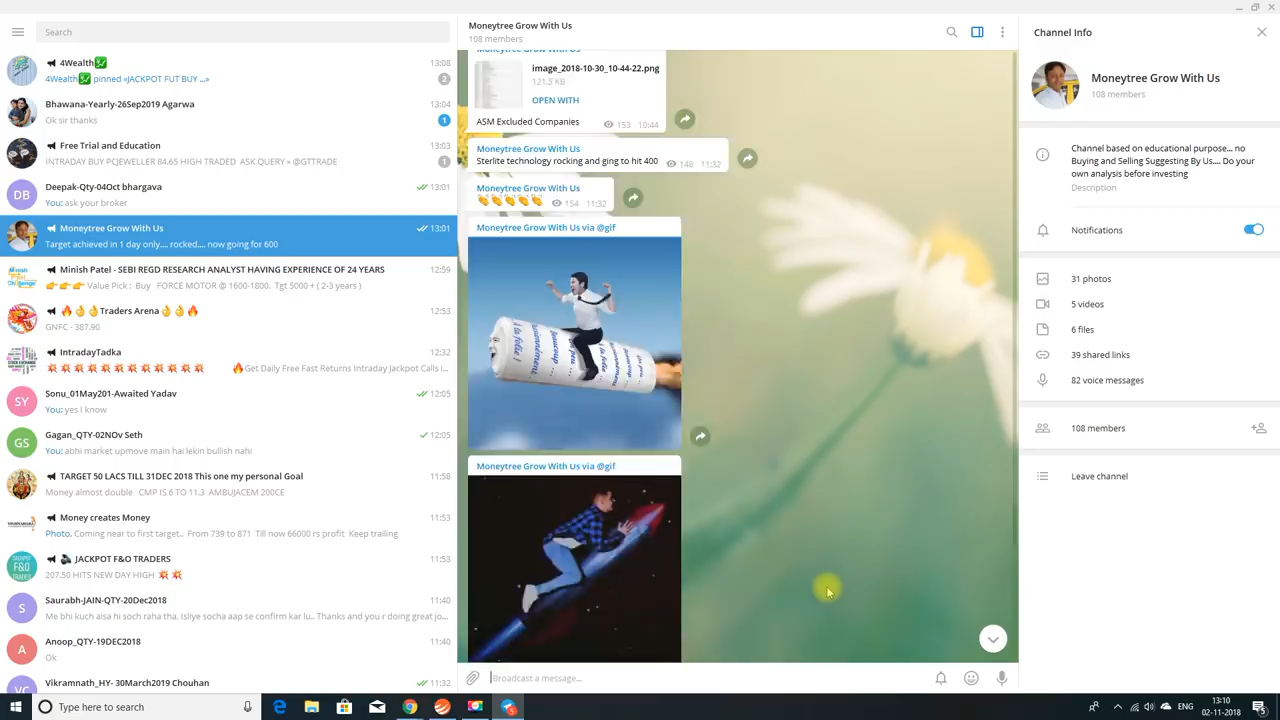 Search
4Wealth 13:08
4Wealth pinned «JACKPOT FUT BUY ...» 2
Bhawana-Yearly-26Sep2019 Agarwa 13:04
Ok sir thanks 1
Free Trial and Education 13:03
INTRADAY BUY PCJEWELLER 84.65 HIGH TRADED ASK QUERY » @GTTRADE 1
DB
Deepak-Qty-04Oct bhargava 13:01
You: ask your broker
Moneytree Grow With Us 13:01
Target achieved in 1 day only.... rocked.... now going for 600
Minish Patel - SEBI REGD RESEARCH ANALYST HAVING EXPERIENCE OF 24 YEARS 12:59
👉 👉 👉 Value Pick : Buy FORCE MOTOR @ 1600-1800, Tgt 5000 + ( 2-3 years )
🔥👌👌Traders Arena👌👌🔥 12:53
GNFC - 387.90
IntradayTadka 12:32
💥 💥 💥 💥 💥 💥 💥 💥 💥 💥 💥 💥 🔥Get Daily Free Fast Returns Intraday Jackpot Calls i...
SY
Sonu_01May201-Awaited Yadav 12:05
You: yes I know
GS
Gagan_QTY-02NOv Seth 12:05
You: abhi market upmove main hai lekin bullish nahi
TARGET 50 LACS TILL 31DEC 2018 This one my personal Goal 11:58
Money almost double CMP IS 6 TO 11.3 AMBUJACEM 200CE
Money creates Money 11:53
Photo, Coming near to first target.. From 739 to 871 Till now 66000 rs profit Keep trailing
JACKPOT F&O TRADERS 11:53
207.50 HITS NEW DAY HIGH 💥 💥
S
Saurabh-JAIN-QTY-20Dec2018 11:40
Me bhi kuch aisa hi soch raha tha. Isliye socha aap se confirm kar lu.. Thanks and you r doing great jo...
A
Anoop_QTY-19DEC2018 11:40
Ok
VC
Vikramnath_HY- 30March2019 Chouhan 11:32
Moneytree Grow With Us
108 members
Moneytree Grow With Us
image_2018-10-30_10-44-22.png
121.5 KB
OPEN WITH
ASM Excluded Companies 153 10:44
Moneytree Grow With Us
Sterlite technology rocking and ging to hit 400 148 11:32
Moneytree Grow With Us
👏👏👏👏👏 154 11:32
Moneytree Grow With Us via @gif
Moneytree Grow With Us via @gif
Broadcast a message...
Channel Info
Moneytree Grow With Us
108 members
Channel based on educational purpose... no
Buying and Selling Suggesting By Us.... Do your
own analysis before investing
Description
Notifications
31 photos
5 videos
6 files
39 shared links
82 voice messages
108 members
Leave channel
Type here to search
ENG
13:10
02-11-2018